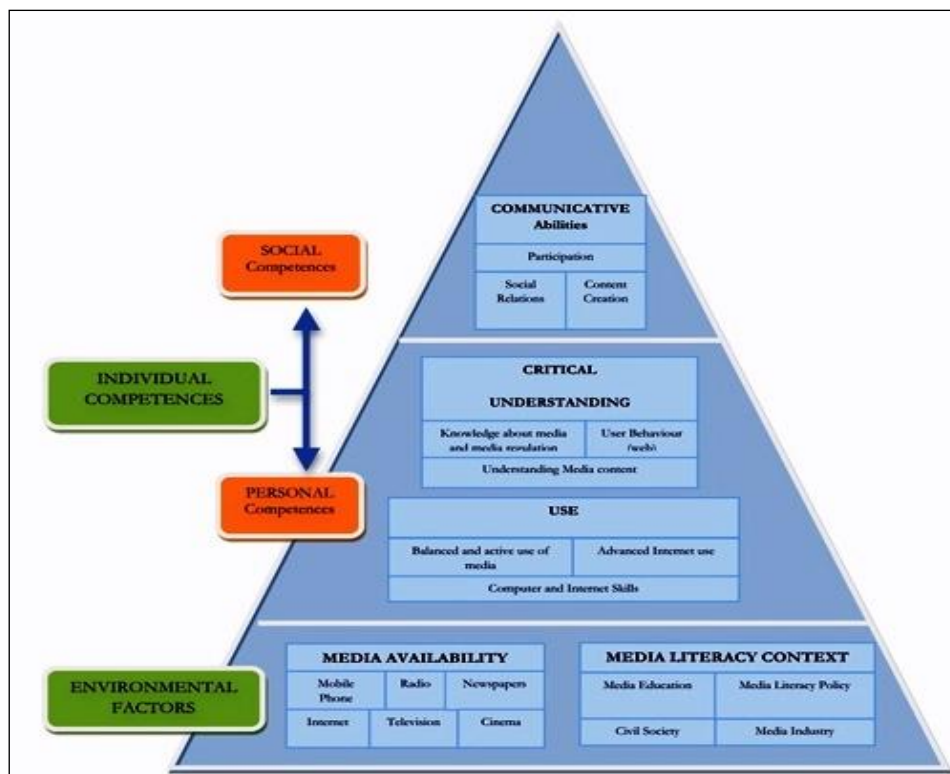 COMMUNICATIVE
Abilities
Participation
Social
Relations
Content
Creation
SOCIAL
Competences
INDIVIDUAL
COMPETENCES
PERSONAL
Competences
CRITICAL
UNDERSTANDING
Knowledge about media
and media regulation
User Behaviour
(web)
Understanding Media content
USE
Balanced and active use of
media
Advanced Internet use
Computer and Internet Skills
ENVIRONMENTAL
FACTORS
MEDIA AVAILABILITY
Mobile
Phone
Radio
Newspapers
Internet
Television
Cinema
MEDIA LITERACY CONTEXT
Media Education
Media Literacy Policy
Civil Society
Media Industry